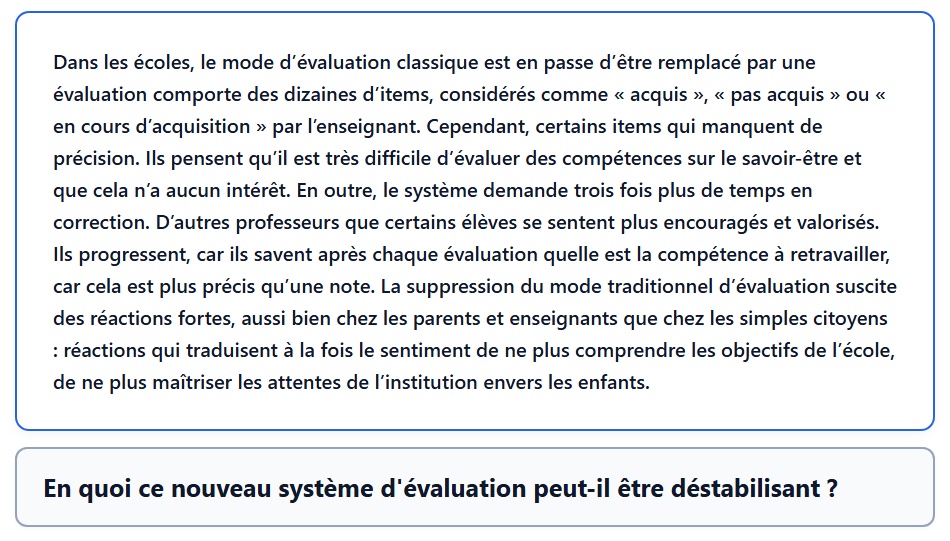 Dans les écoles, le mode d’évaluation classique est en passe d’être remplacé par une
évaluation comporte des dizaines d’items, considérés comme « acquis », « pas acquis » ou «
en cours d’acquisition » par l’enseignant. Cependant, certains items qui manquent de
précision. Ils pensent qu’il est très difficile d’évaluer des compétences sur le savoir-être et
que cela n’a aucun intérêt. En outre, le système demande trois fois plus de temps en
correction. D’autres professeurs que certains élèves se sentent plus encouragés et valorisés.
Ils progressent, car ils savent après chaque évaluation quelle est la compétence à retravailler,
car cela est plus précis qu’une note. La suppression du mode traditionnel d’évaluation suscite
des réactions fortes, aussi bien chez les parents et enseignants que chez les simples citoyens
: réactions qui traduisent à la fois le sentiment de ne plus comprendre les objectifs de l’école,
de ne plus maîtriser les attentes de l’institution envers les enfants.
En quoi ce nouveau système d'évaluation peut-il être déstabilisant ?